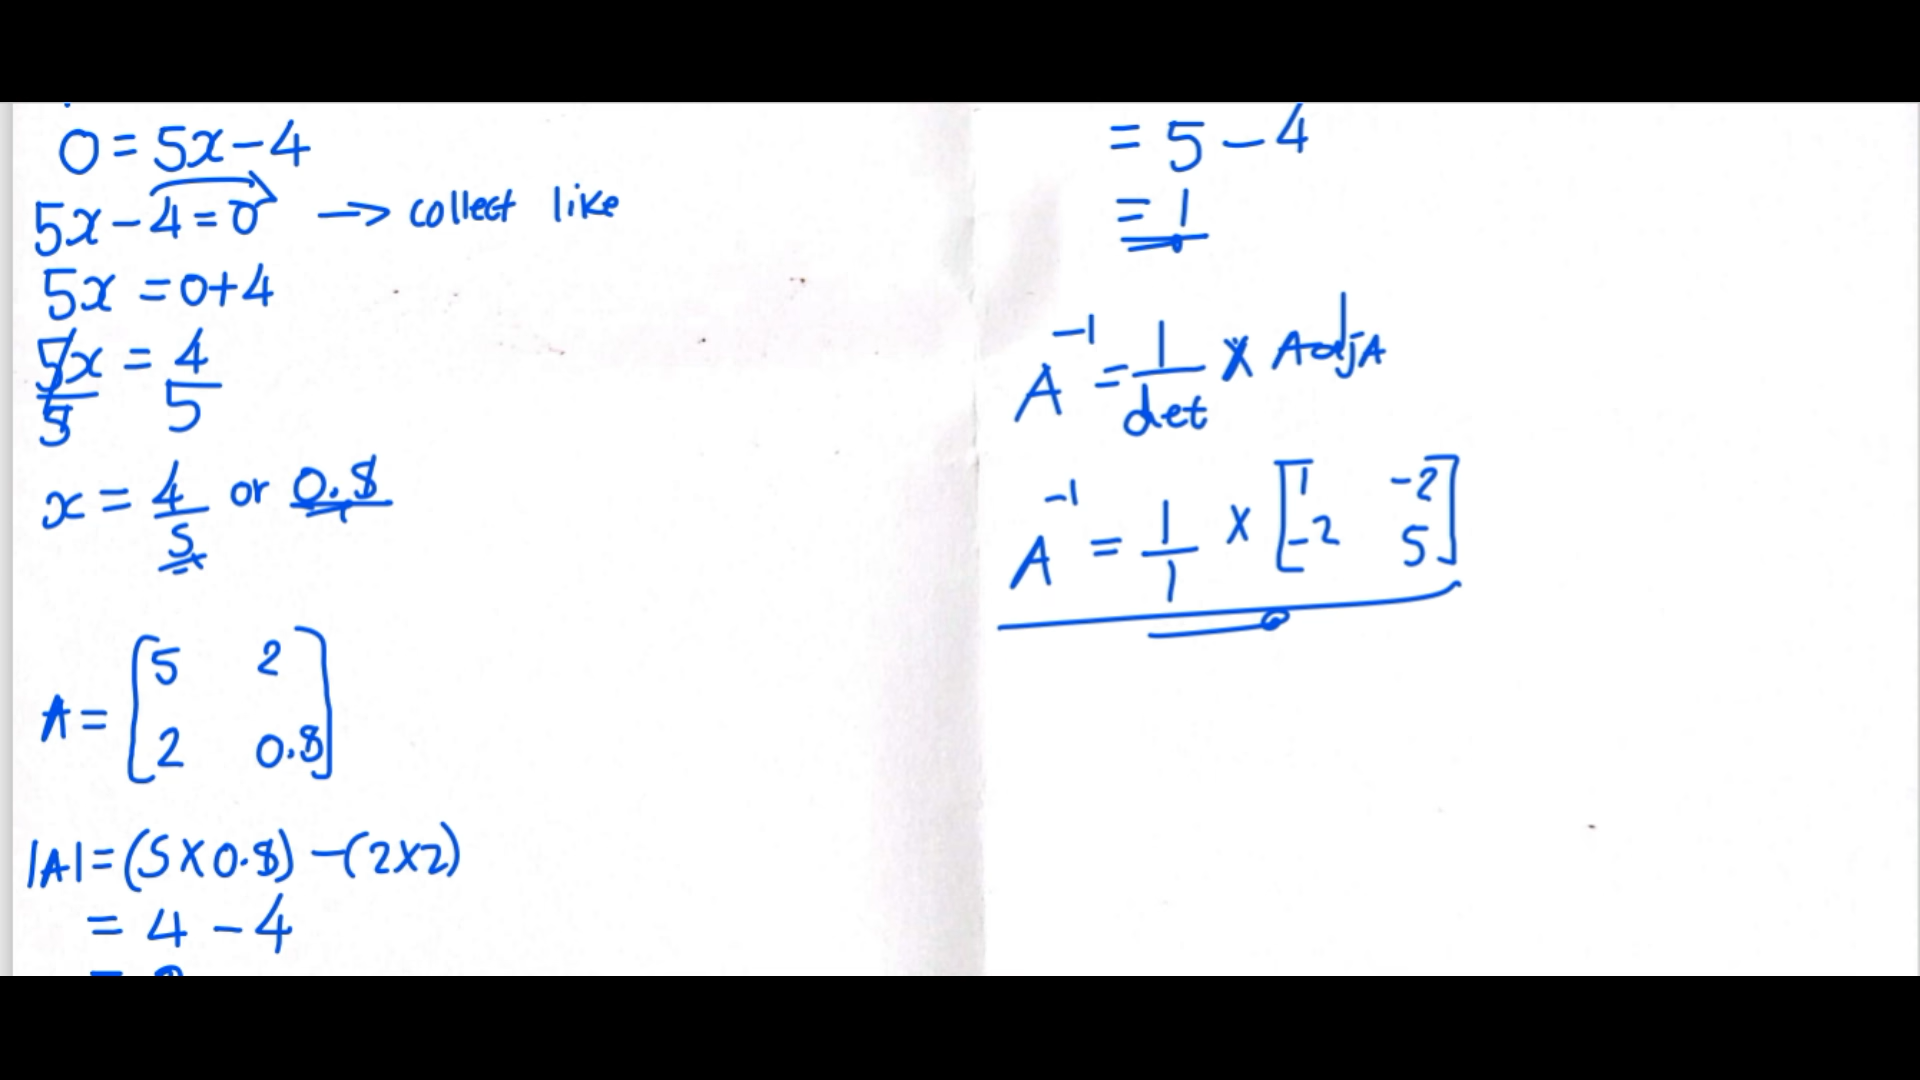 0 = 5x - 4
5x - 4 = 0 → collect like
5x = 0 + 4
5x/5 = 4/5
x = 4/5 or 0.8
A = [5 2
2 0.8]
|A| = (5 × 0.8) - (2 × 2)
= 4 - 4
= 5 - 4
= 1
A⁻¹ = 1/det × AdjA
A⁻¹ = 1/1 × [1 -2
-2 5]